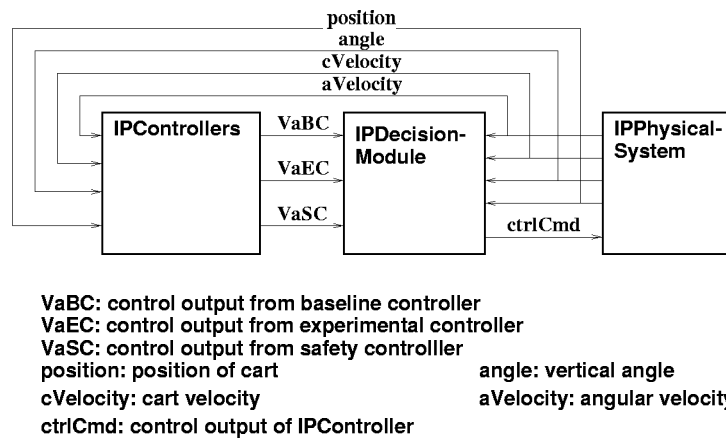 position
angle
cVelocity
aVelocity
IPControllers
VaBC
VaEC
VaSC
IPDecision-
Module
IPPhysical-
System
ctrlCmd
VaBC: control output from baseline controller
VaEC: control output from experimental controller
VaSC: control output from safety controlller
position: position of cart angle: vertical angle
cVelocity: cart velocity aVelocity: angular velocity
ctrlCmd: control output of IPController